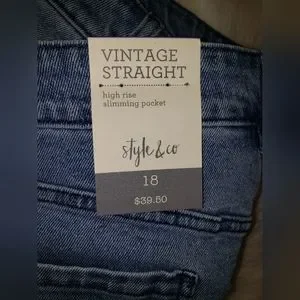 VINTAGE
STRAIGHT
high rise
slimming pocket
style&co
18
$39.50